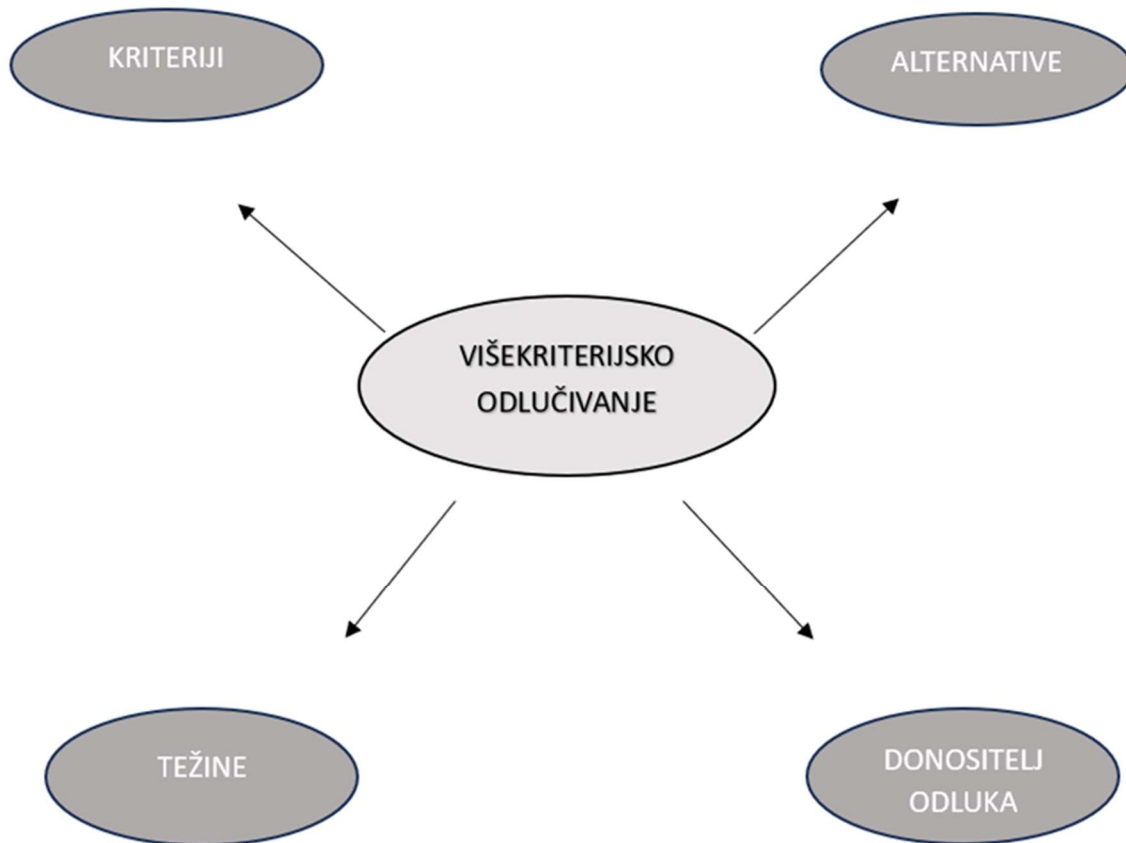 KRITERIJI
ALTERNATIVE
VIŠEKRITERIJSKO
ODLUČIVANJE
TEŽINE
DONOSITELJ
ODLUKA